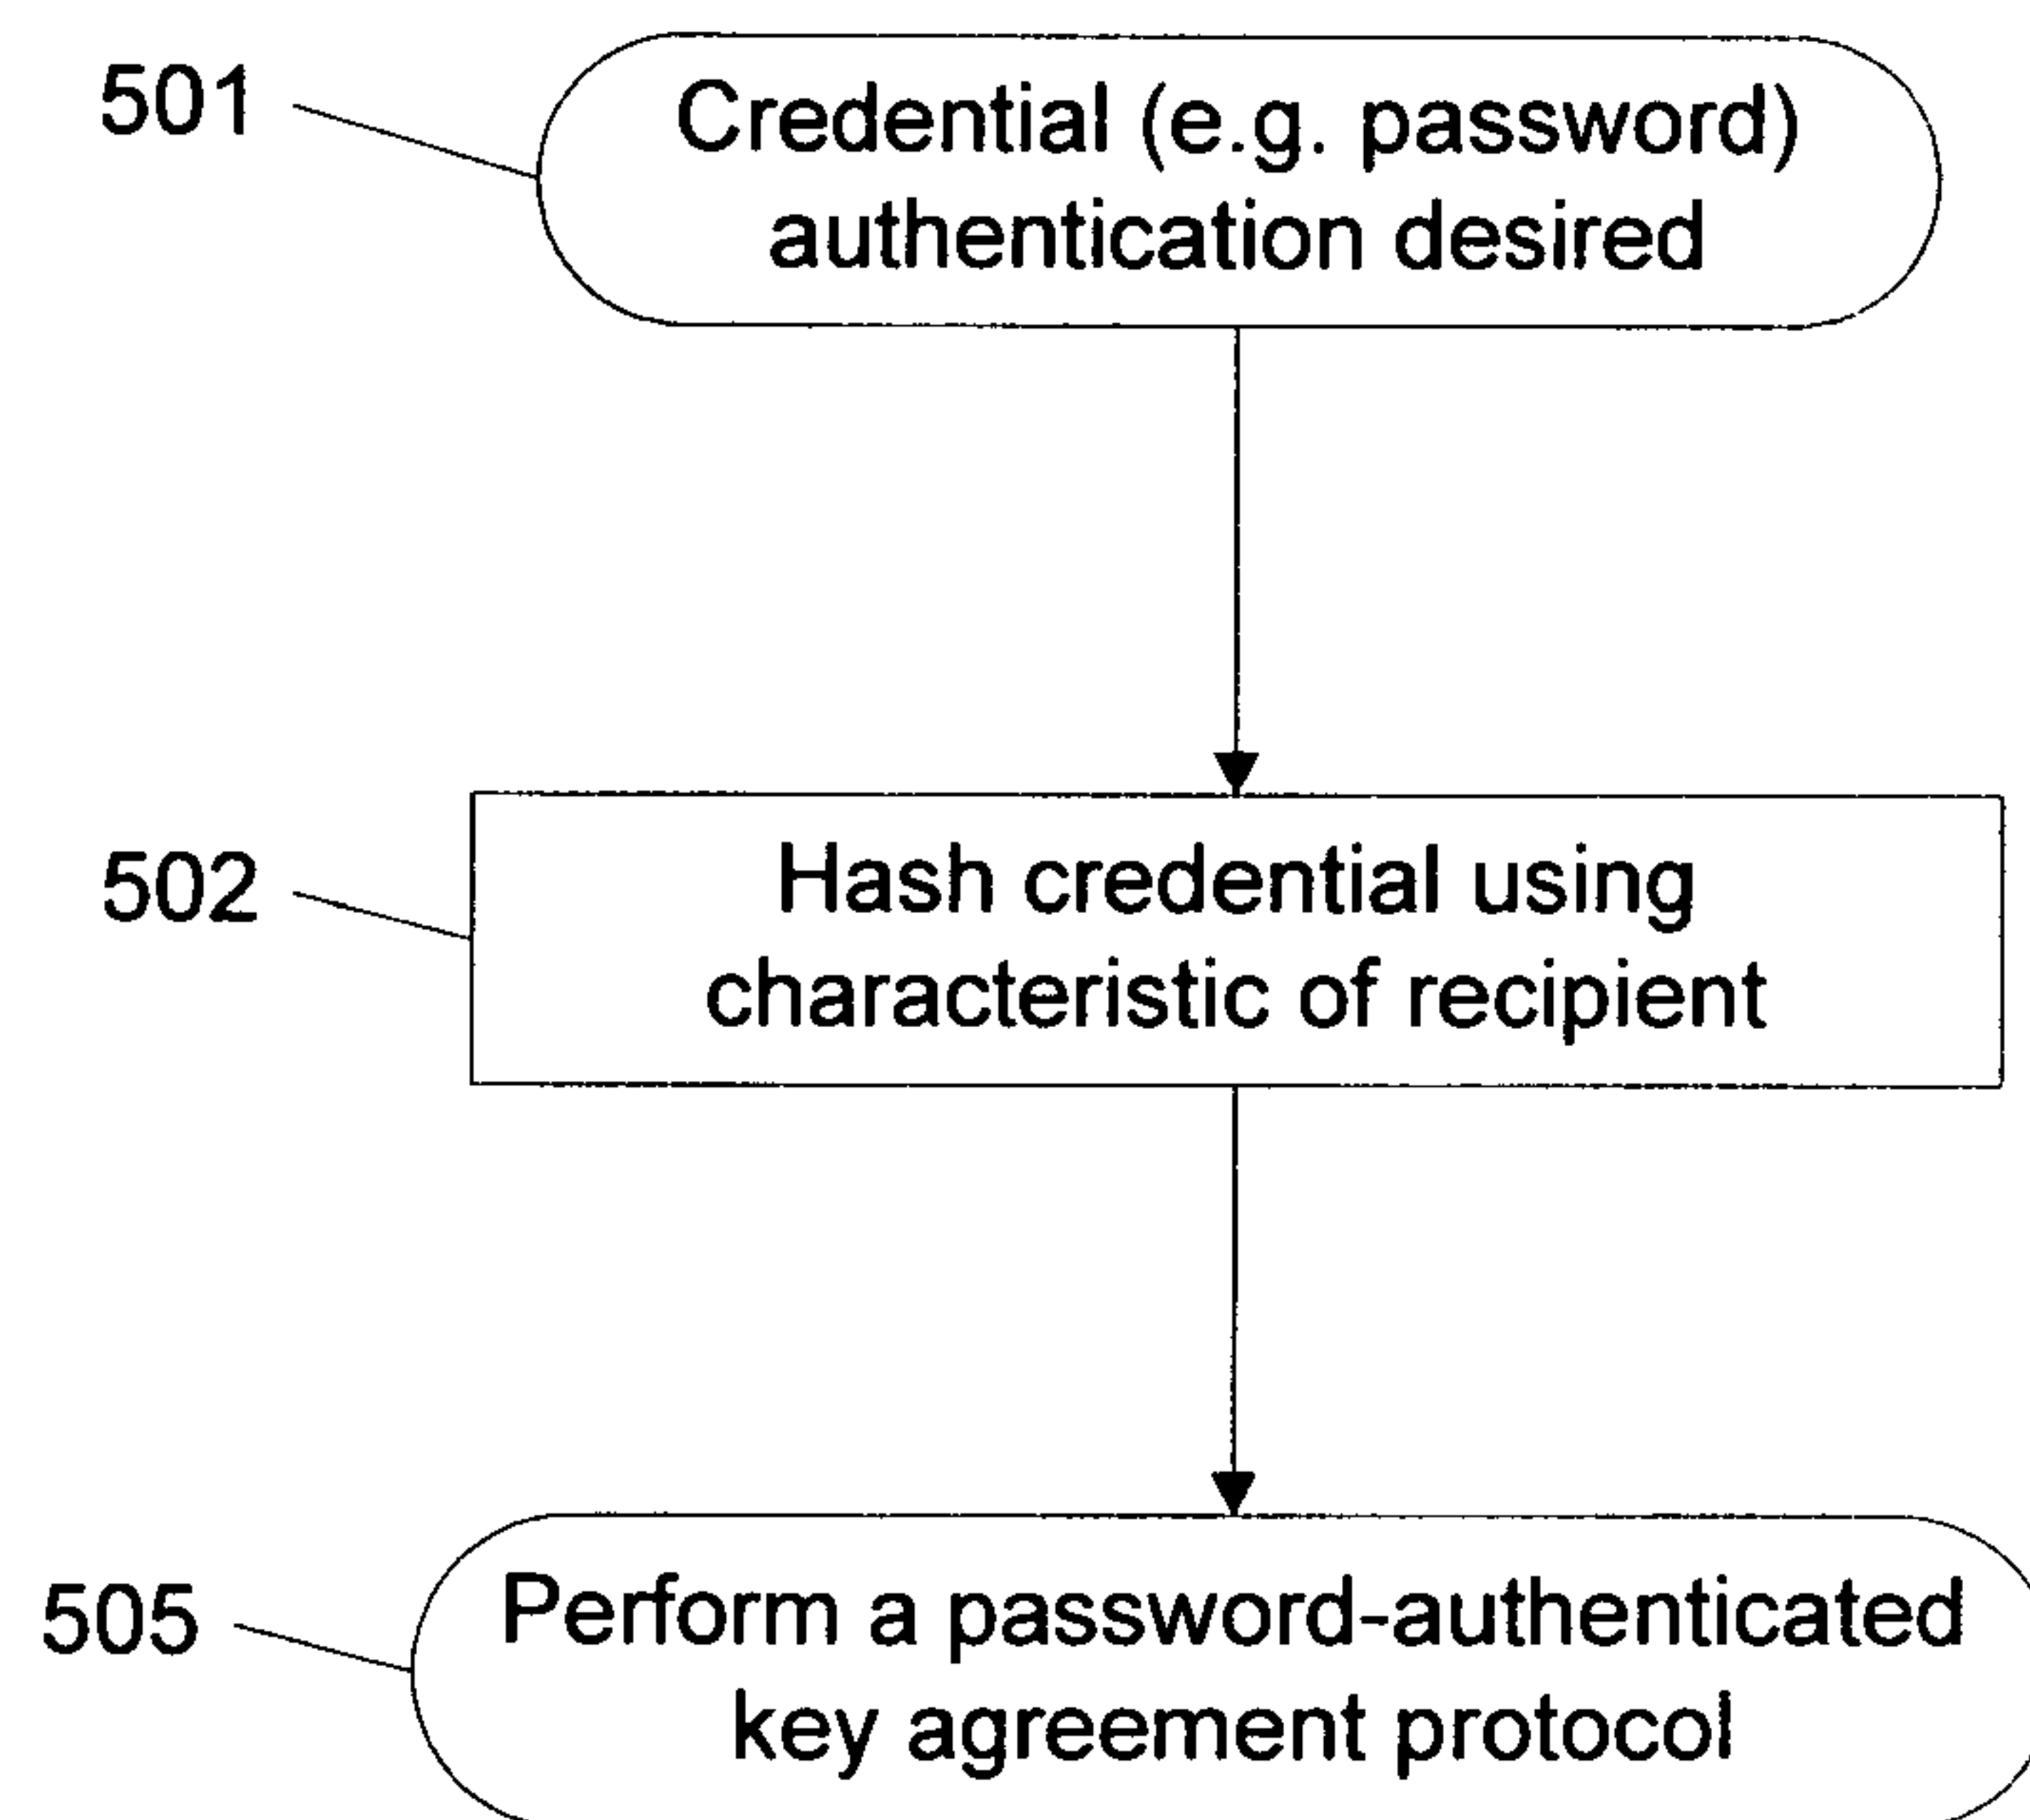 501
Credential (e.g. password)
authentication desired
502
Hash credential using
characteristic of recipient
505
Perform a password-authenticated
key agreement protocol